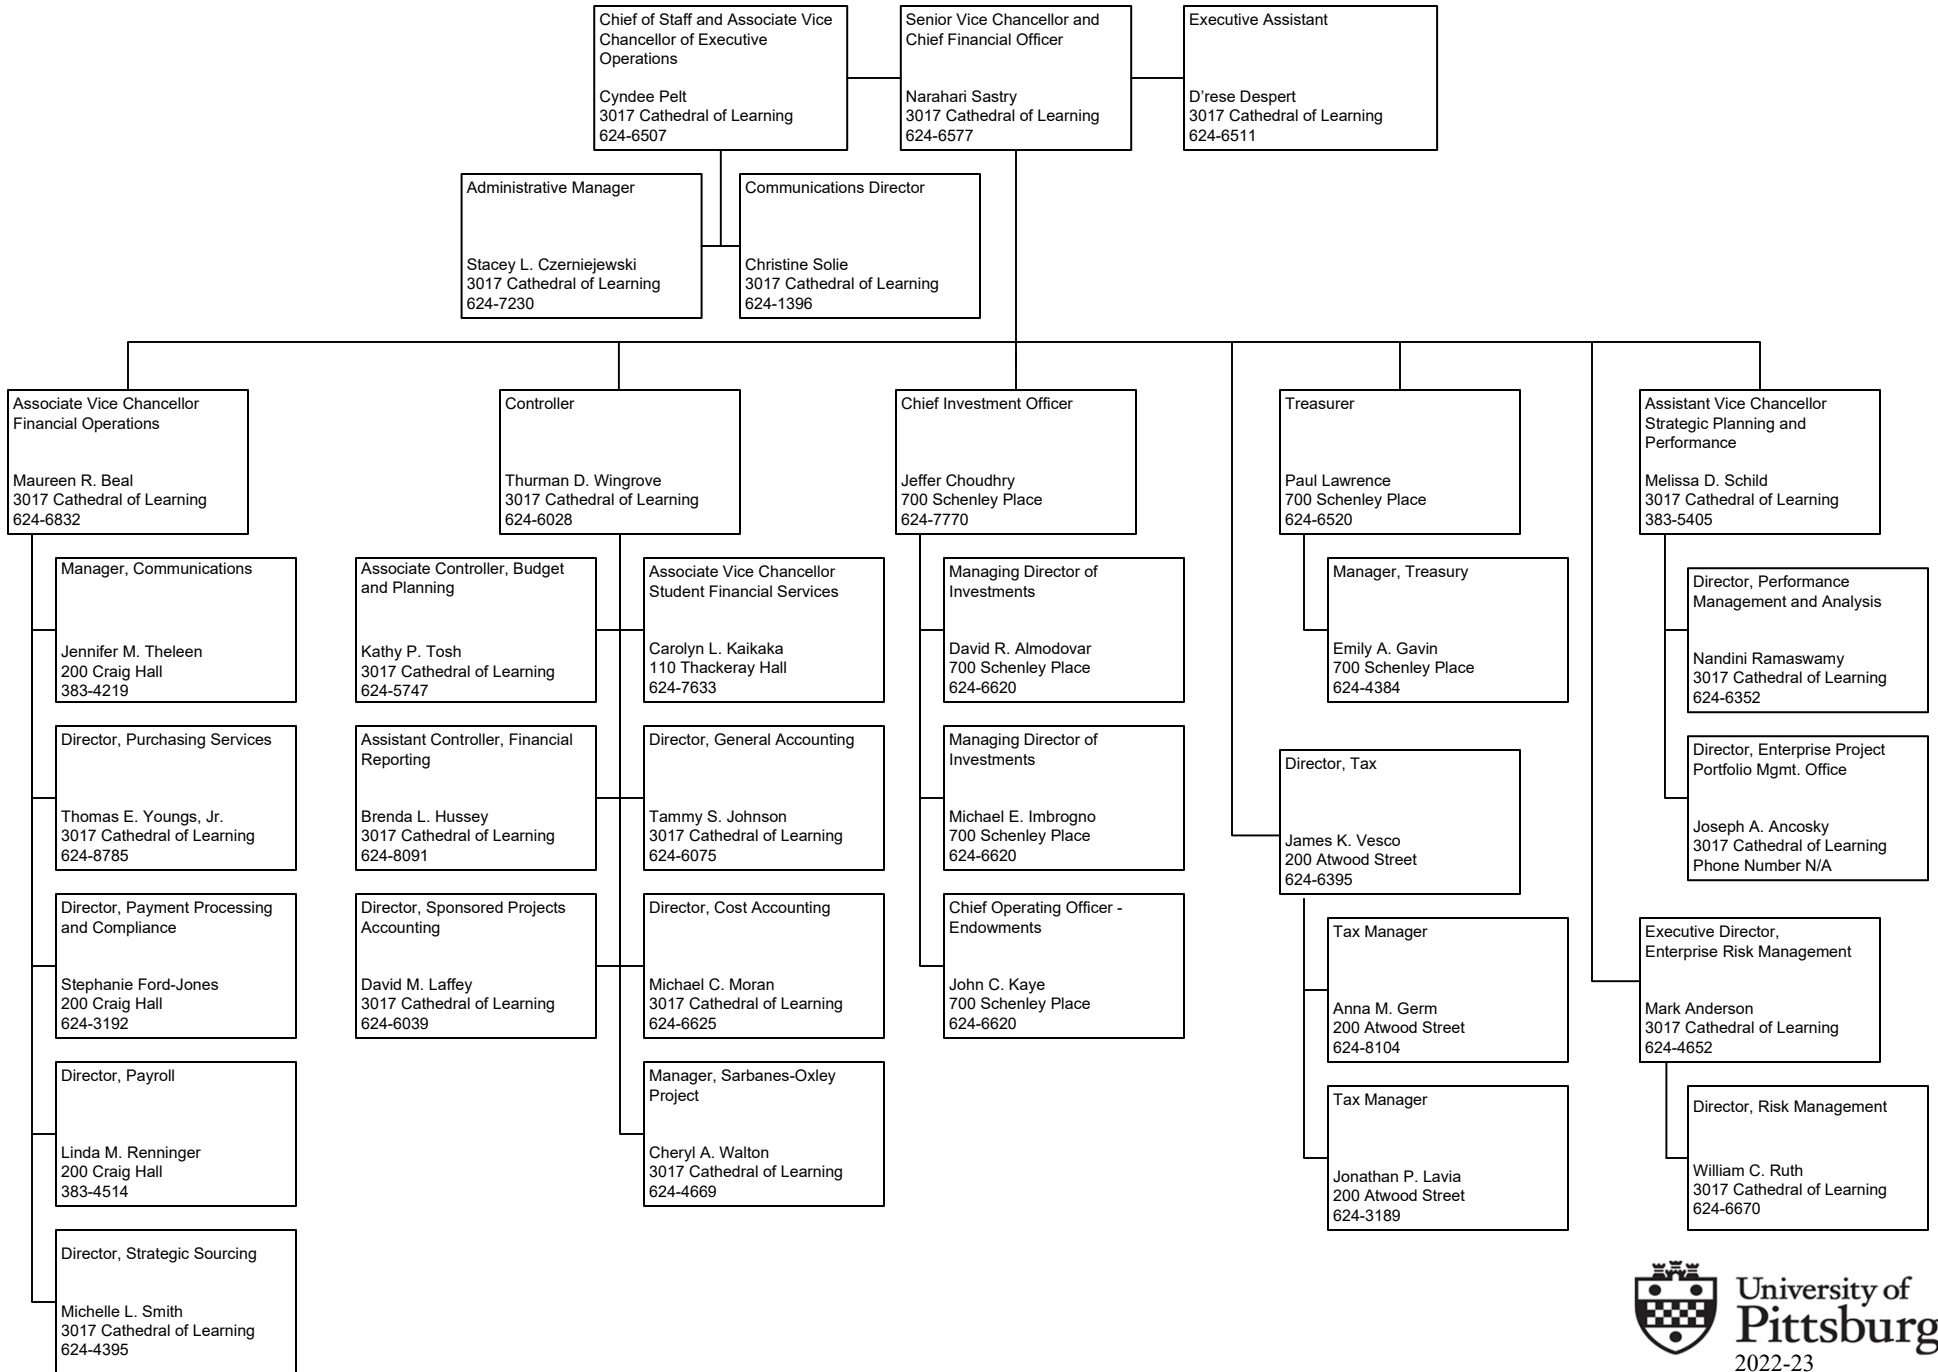 Chief of Staff and Associate Vice
Chancellor of Executive
Operations
Cyndee Pelt
3017 Cathedral of Learning
624-6507
Senior Vice Chancellor and
Chief Financial Officer
Narahari Sastry
3017 Cathedral of Learning
624-6577
Executive Assistant
D’rese Despert
3017 Cathedral of Learning
624-6511
Administrative Manager
Stacey L. Czerniejewski
3017 Cathedral of Learning
624-7230
Communications Director
Christine Solie
3017 Cathedral of Learning
624-1396
Associate Vice Chancellor
Financial Operations
Maureen R. Beal
3017 Cathedral of Learning
624-6832
Manager, Communications
Jennifer M. Theleen
200 Craig Hall
383-4219
Director, Purchasing Services
Thomas E. Youngs, Jr.
3017 Cathedral of Learning
624-8785
Director, Payment Processing
and Compliance
Stephanie Ford-Jones
200 Craig Hall
624-3192
Director, Payroll
Linda M. Renninger
200 Craig Hall
383-4514
Director, Strategic Sourcing
Michelle L. Smith
3017 Cathedral of Learning
624-4395
Controller
Thurman D. Wingrove
3017 Cathedral of Learning
624-6028
Associate Controller, Budget
and Planning
Kathy P. Tosh
3017 Cathedral of Learning
624-5747
Associate Vice Chancellor
Student Financial Services
Carolyn L. Kaikaka
110 Thackeray Hall
624-7633
Assistant Controller, Financial
Reporting
Brenda L. Hussey
3017 Cathedral of Learning
624-8091
Director, General Accounting
Tammy S. Johnson
3017 Cathedral of Learning
624-6075
Director, Sponsored Projects
Accounting
David M. Laffey
3017 Cathedral of Learning
624-6039
Director, Cost Accounting
Michael C. Moran
3017 Cathedral of Learning
624-6625
Manager, Sarbanes-Oxley
Project
Cheryl A. Walton
3017 Cathedral of Learning
624-4669
Chief Investment Officer
Jeffer Choudhry
700 Schenley Place
624-7770
Managing Director of
Investments
David R. Almodovar
700 Schenley Place
624-6620
Managing Director of
Investments
Michael E. Imbrogno
700 Schenley Place
624-6620
Chief Operating Officer -
Endowments
John C. Kaye
700 Schenley Place
624-6620
Treasurer
Paul Lawrence
700 Schenley Place
624-6520
Manager, Treasury
Emily A. Gavin
700 Schenley Place
624-4384
Director, Tax
James K. Vesco
200 Atwood Street
624-6395
Tax Manager
Anna M. Germ
200 Atwood Street
624-8104
Tax Manager
Jonathan P. Lavia
200 Atwood Street
624-3189
Assistant Vice Chancellor
Strategic Planning and
Performance
Melissa D. Schild
3017 Cathedral of Learning
383-5405
Director, Performance
Management and Analysis
Nandini Ramaswamy
3017 Cathedral of Learning
624-6352
Director, Enterprise Project
Portfolio Mgmt. Office
Joseph A. Ancosky
3017 Cathedral of Learning
Phone Number N/A
Executive Director,
Enterprise Risk Management
Mark Anderson
3017 Cathedral of Learning
624-4652
Director, Risk Management
William C. Ruth
3017 Cathedral of Learning
624-6670
University of
Pittsburg
2022-23